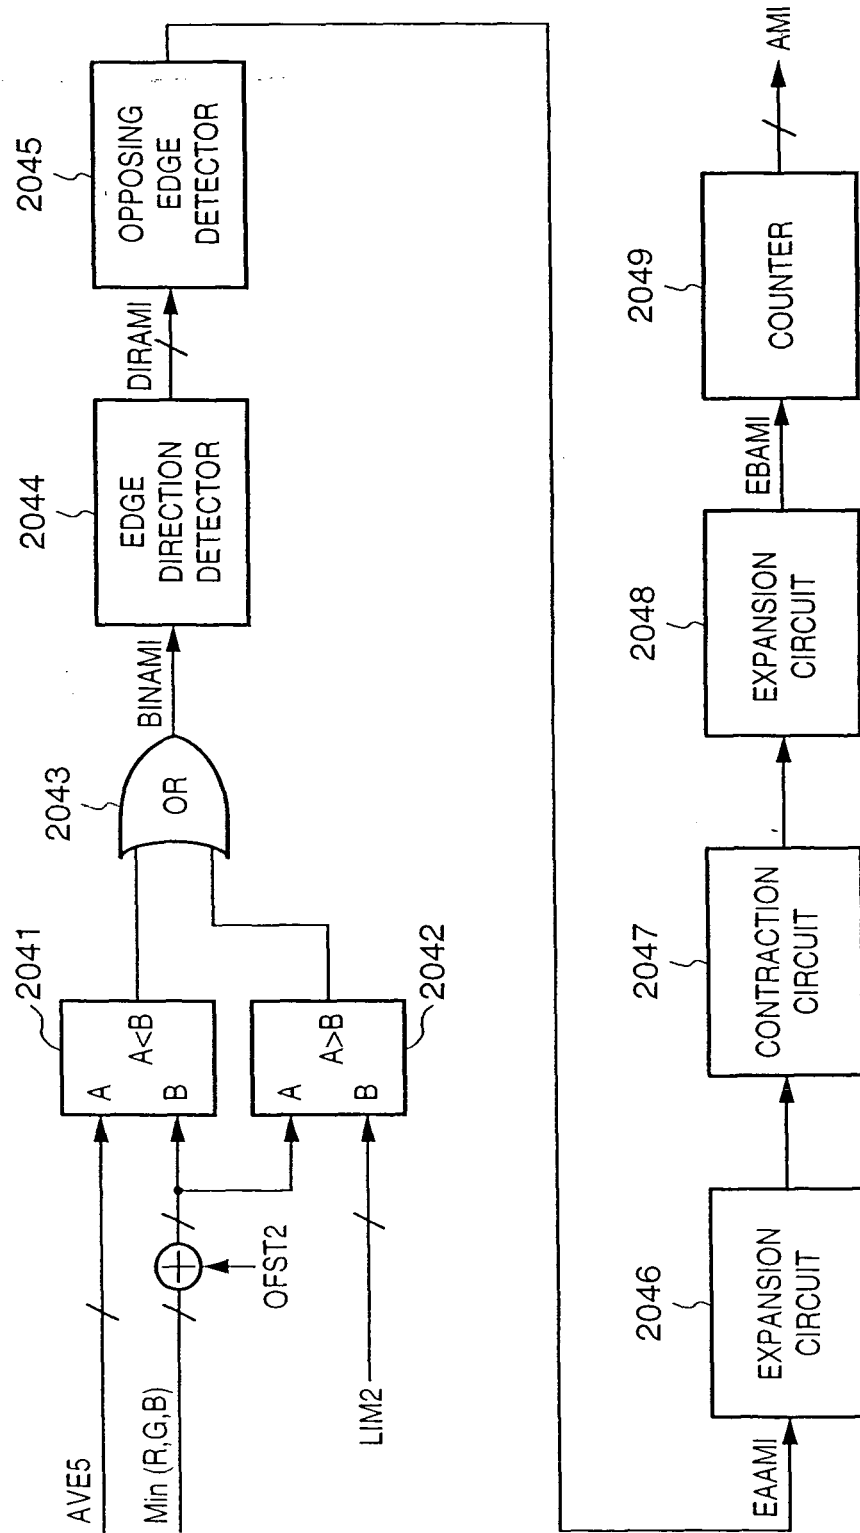 AVE5
Min (R,G,B)
OFST2
LIM2
A
B
A<B
2041
A
B
A>B
2042
2043
OR
BINAMI
2044
EDGE
DIRECTION
DETECTOR
DIRAMI
2045
OPPOSING
EDGE
DETECTOR
EAAMI
2046
EXPANSION
CIRCUIT
2047
CONTRACTION
CIRCUIT
2048
EXPANSION
CIRCUIT
EBAMI
2049
COUNTER
AMI